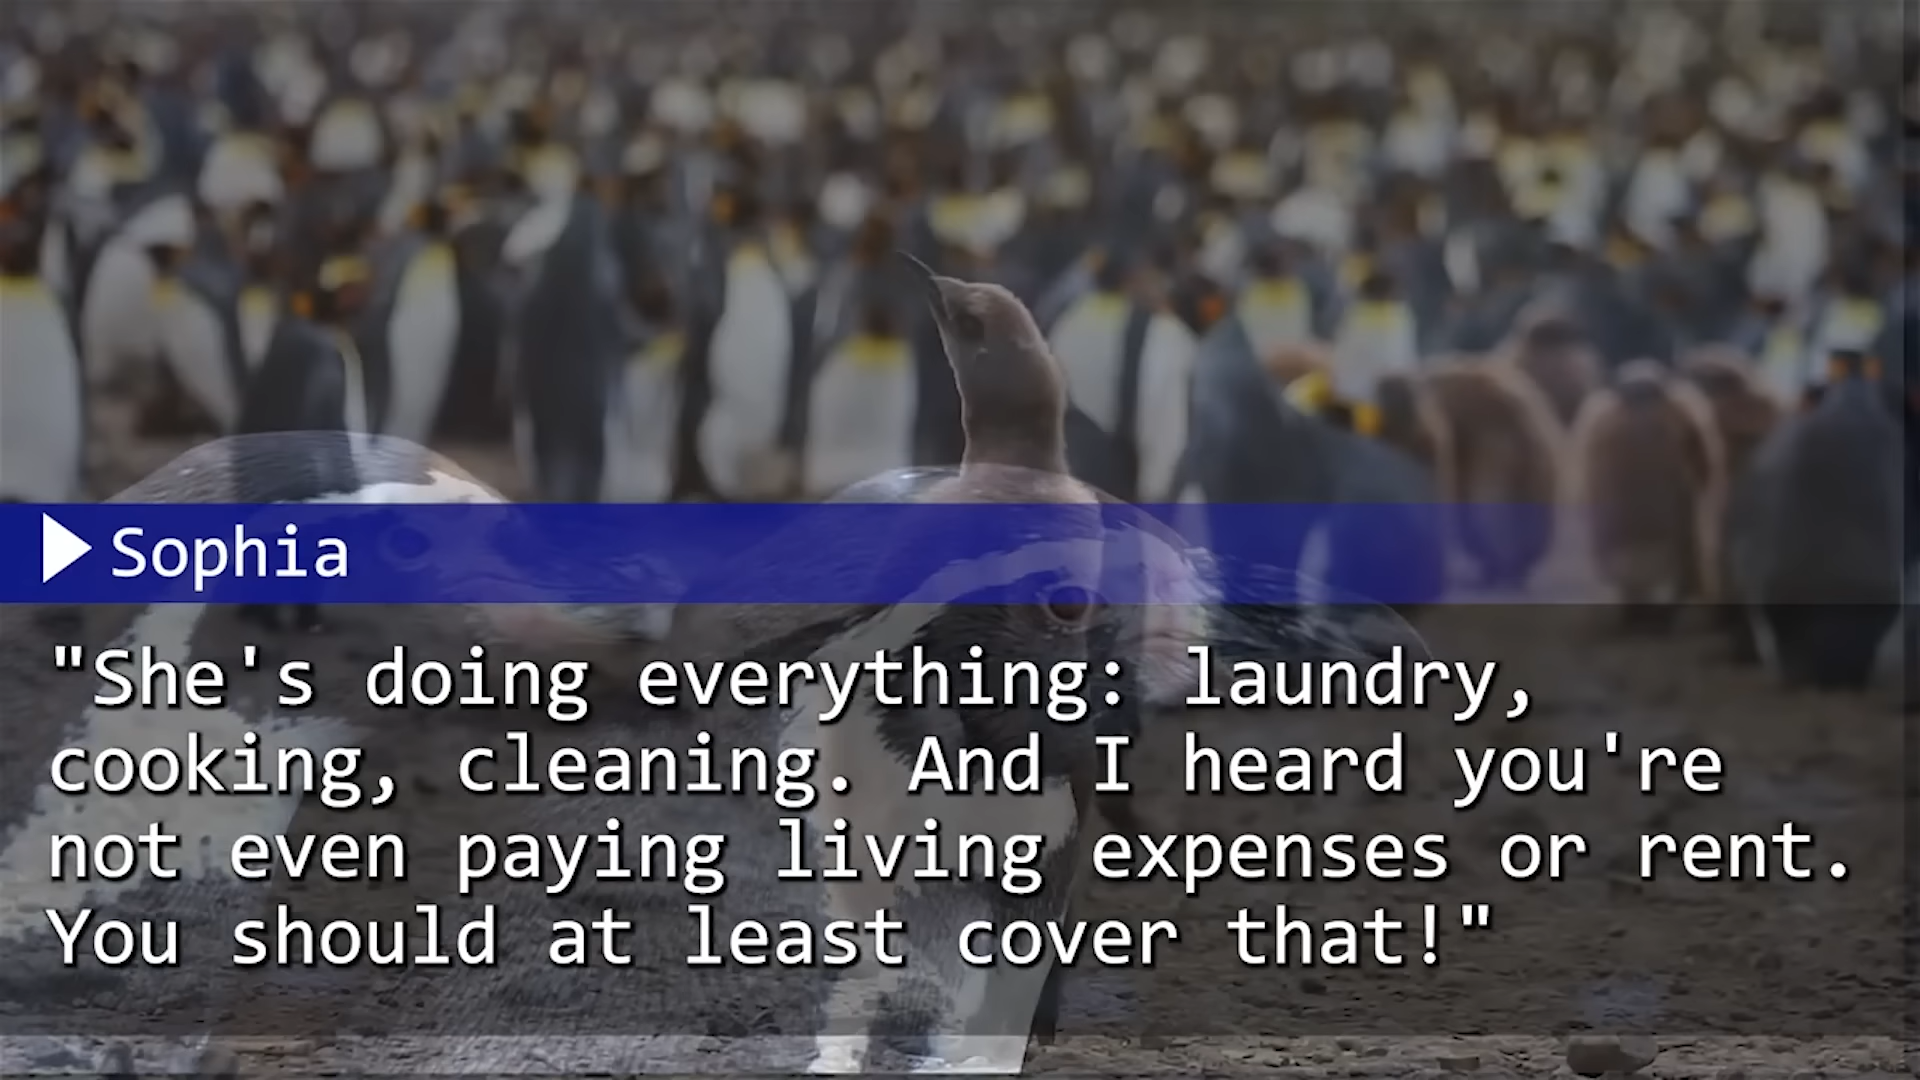 Sophia
"She's doing everything: laundry,
cooking, cleaning. And I heard you're
not even paying living expenses or rent.
You should at least cover that!"